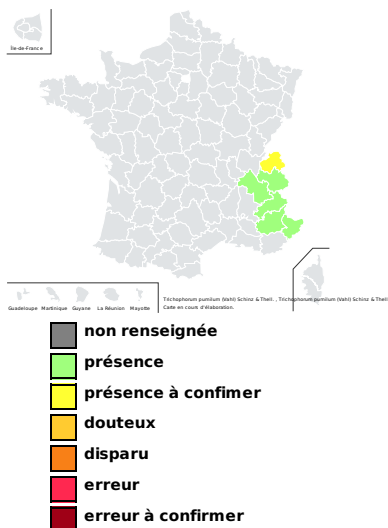 Île-de-France
Guadeloupe Martinique Guyane La Réunion Mayotte
Trichophorum pumilum (Vahl) Schinz & Thell. , Trichophorum pumilum (Vahl) Schinz & Thell
Carte en cours d'élaboration.
non renseignée
présence
présence à confimer
douteux
disparu
erreur
erreur à confirmer